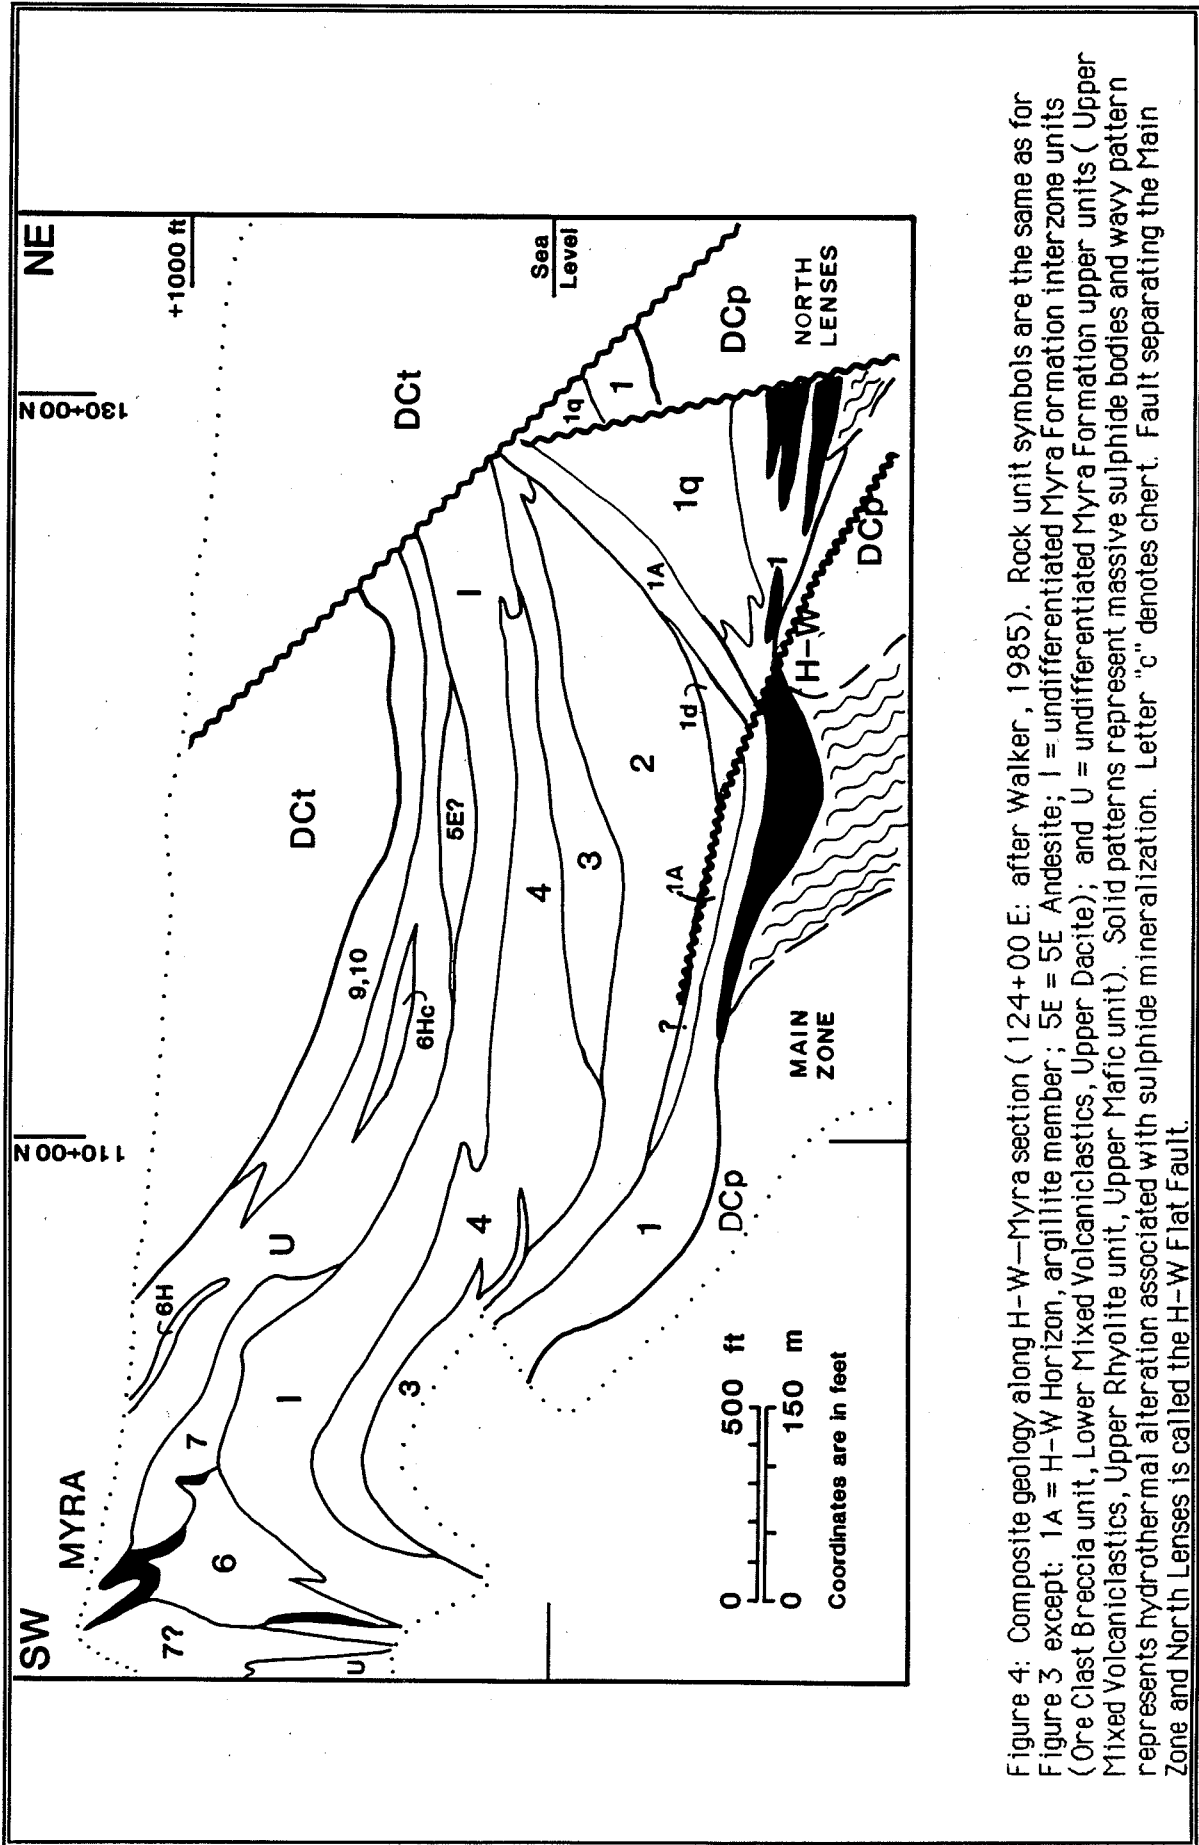 SW
NE
MYRA
110+00 N
130+00 N
+1000 ft
Sea
Level
DCt
DCt
7?
U
6
7
6H
U
I
3
9,10
6Hc
5E?
I
4
4
3
2
1d
1A
1A
?
1
1q
1q
1
DCp
DCp
DCp
1
H-W
NORTH
LENSES
MAIN
ZONE
0 500 ft
0 150 m
Coordinates are in feet
Figure 4: Composite geology along H-W-Myra section (124+00 E: after Walker, 1985). Rock unit symbols are the same as for
Figure 3 except: 1A = H-W Horizon, argillite member; 5E = 5E Andesite; I = undifferentiated Myra Formation interzone units
(Ore Clast Breccia unit, Lower Mixed Volcaniclastics, Upper Dacite); and U = undifferentiated Myra Formation upper units ( Upper
Mixed Volcaniclastics, Upper Rhyolite unit, Upper Mafic unit). Solid patterns represent massive sulphide bodies and wavy pattern
represents hydrothermal alteration associated with sulphide mineralization. Letter "c" denotes chert. Fault separating the Main
Zone and North Lenses is called the H-W Flat Fault.